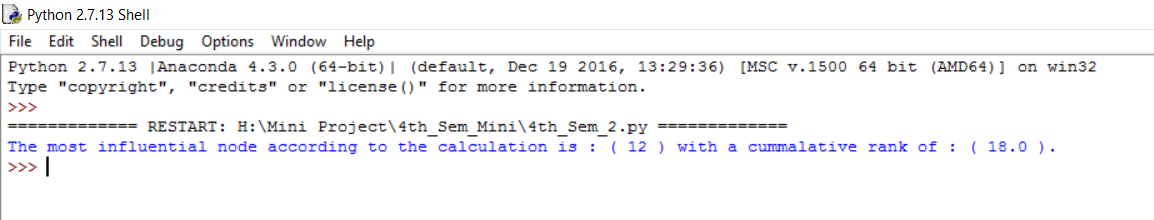 Python 2.7.13 Shell
File Edit Shell Debug Options Window Help
Python 2.7.13 |Anaconda 4.3.0 (64-bit)| (default, Dec 19 2016, 13:29:36) [MSC v.1500 64 bit (AMD64)] on win32
Type "copyright", "credits" or "license()" for more information.
>>>
============= RESTART: H:\Mini Project\4th_Sem_Mini\4th_Sem_2.py =============
The most influential node according to the calculation is : ( 12 ) with a cummalative rank of : ( 18.0 ).
>>>